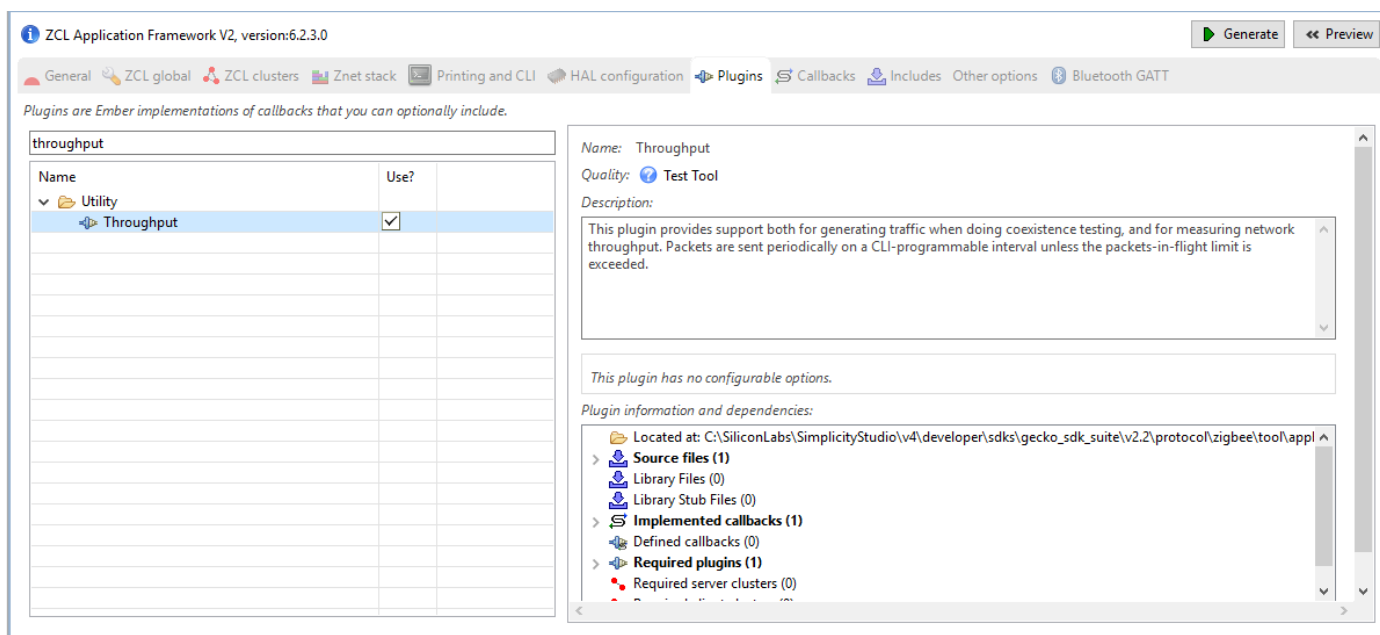 ZCL Application Framework V2, version:6.2.3.0
Generate
Preview
General ZCL global ZCL clusters Znet stack Printing and CLI HAL configuration Plugins Callbacks Includes Other options Bluetooth GATT
Plugins are Ember implementations of callbacks that you can optionally include.
throughput
Name Use?
Utility
Throughput
Name: Throughput
Quality: Test Tool
Description:
This plugin provides support both for generating traffic when doing coexistence testing, and for measuring network
throughput. Packets are sent periodically on a CLI-programmable interval unless the packets-in-flight limit is
exceeded.
This plugin has no configurable options.
Plugin information and dependencies:
Located at: C:\SiliconLabs\SimplicityStudio\v4\developer\sdks\gecko_sdk_suite\v2.2\protocol\zigbee\tool\appl
Source files (1)
Library Files (0)
Library Stub Files (0)
Implemented callbacks (1)
Defined callbacks (0)
Required plugins (1)
Required server clusters (0)